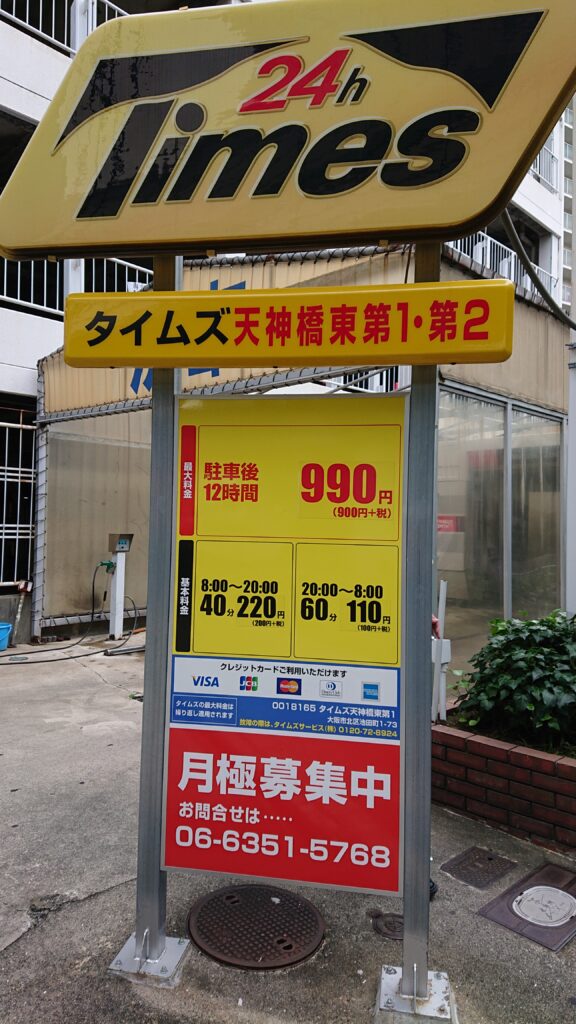 24h
Times
タイムズ天神橋東第1・第2
最大料金
駐車後
12時間
990円
(900円+税)
基本料金
8:00〜20:00
40分 220円
(200円+税)
20:00〜8:00
60分 110円
(100円+税)
クレジットカードご利用いただけます
VISA JCB MasterCard
タイムズの最大料金は
繰り返し適用されます
0018165 タイムズ天神橋東第1
大阪市北区池田町1-73
故障の際は、タイムズサービス(株) 0120-72-8924
月極募集中
お問合せは・・・・・
06-6351-5768